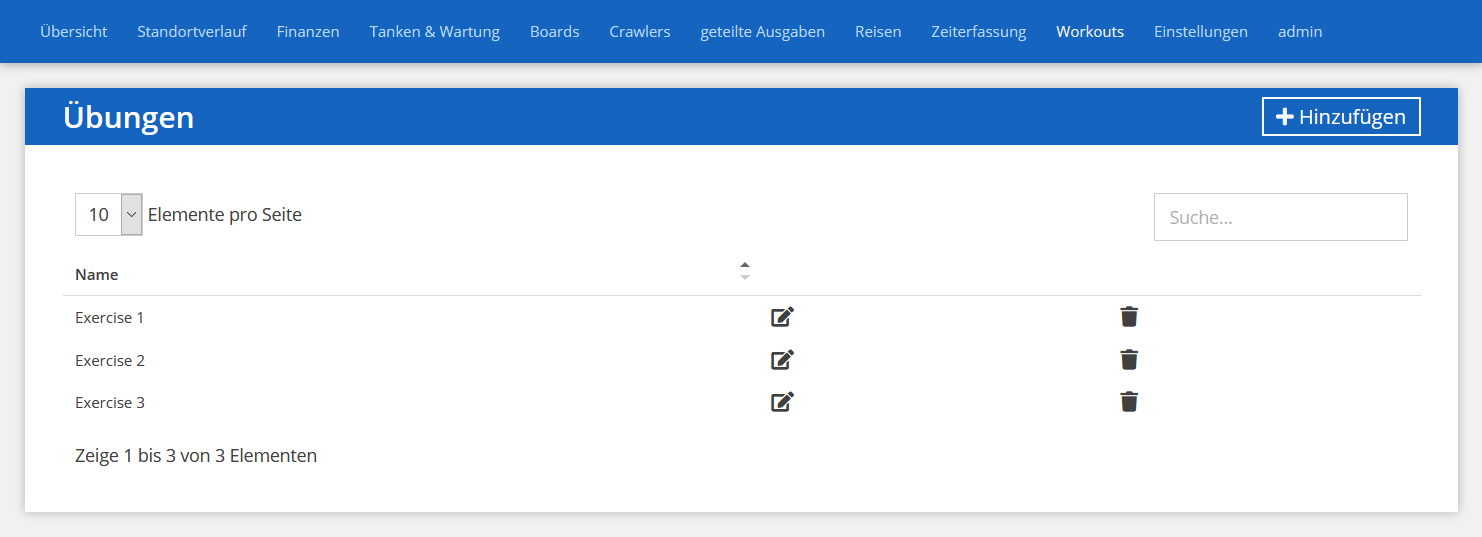 Übersicht Standortverlauf Finanzen Tanken & Wartung Boards Crawlers geteilte Ausgaben Reisen Zeiterfassung Workouts Einstellungen admin
Übungen Hinzufügen
10 Elemente pro Seite Suche...
Name
Exercise 1
Exercise 2
Exercise 3
Zeige 1 bis 3 von 3 Elementen